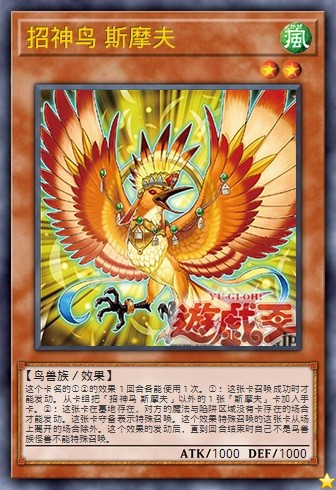 招神鸟 斯摩夫
YU-GI-OH!
遊戯王
【鸟兽族/效果】
这个卡名的①②的效果1回合各能使用1次。①：这张卡召唤成功时才
能发动。从卡组把「招神鸟 斯摩夫」以外的1张「斯摩夫」卡加入手
卡。②：这张卡在墓地存在，对方的魔法与陷阱区域没有卡存在的场合
才能发动。这张卡守备表示特殊召唤。这个效果特殊召唤的这张卡从场
上离开的场合除外。这个效果的发动后，直到回合结束时自己不是鸟兽
族怪兽不能特殊召唤。
ATK/1000 DEF/1000